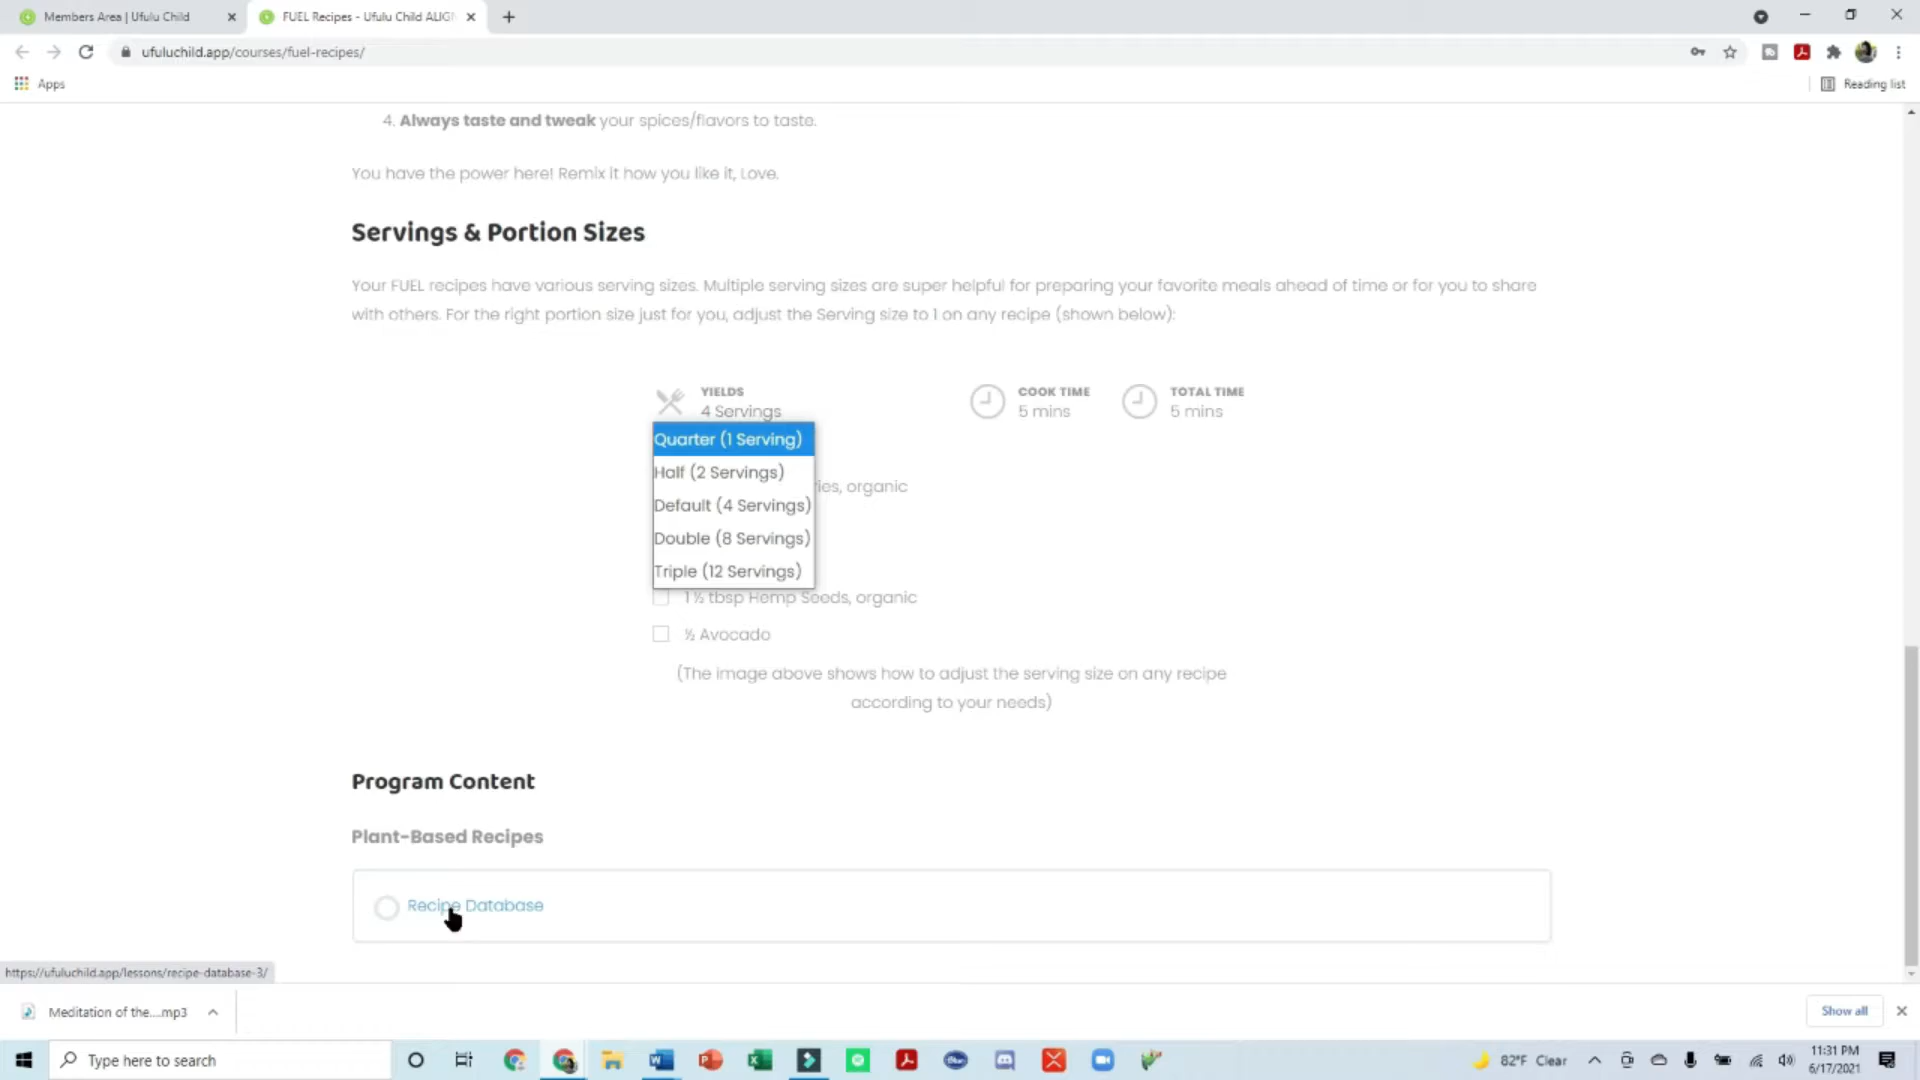 Members Area | Ufulu Child
FUEL Recipes - Ufulu Child ALIG
ufuluchild.app/courses/fuel-recipes/
Apps
Reading list
4. Always taste and tweak your spices/flavors to taste.
You have the power here! Remix it how you like it, Love.
Servings & Portion Sizes
Your FUEL recipes have various serving sizes. Multiple serving sizes are super helpful for preparing your favorite meals ahead of time or for you to share
with others. For the right portion size just for you, adjust the Serving size to 1 on any recipe (shown below):
YIELDS
4 Servings
COOK TIME
5 mins
TOTAL TIME
5 mins
Quarter (1 Serving)
Half (2 Servings)
organic
Default (4 Servings)
Double (8 Servings)
Triple (12 Servings)
1 ½ tbsp Hemp Seeds, organic
½ Avocado
(The image above shows how to adjust the serving size on any recipe
according to your needs)
Program Content
Plant-Based Recipes
Recipe Database
https://ufuluchild.app/lessons/recipe-database-3/
Meditation of the....mp3
Show all
Type here to search
82°F Clear
11:31 PM
6/17/2021